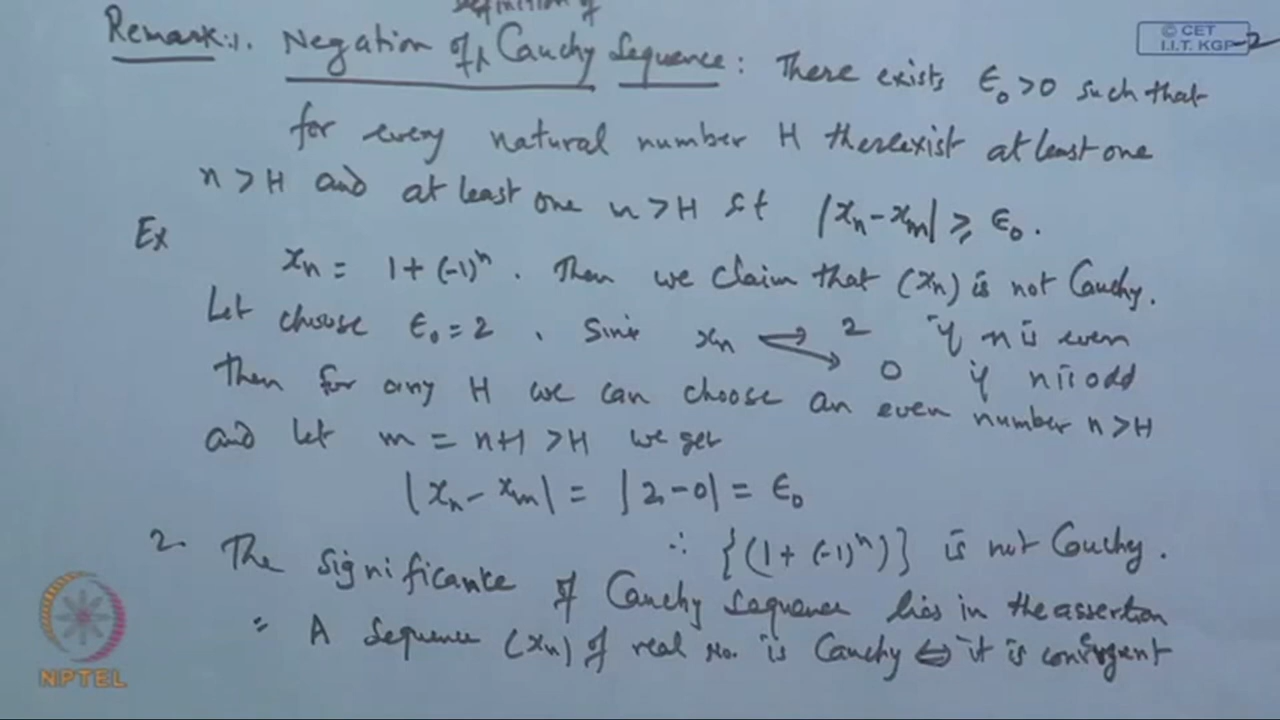 Definition of
Remark:1. Negation of Cauchy Sequence: There exists ε₀>0 such that
© CET
I.I.T. KGP
2
for every natural number H there exist at least one
n > H and at least one n > H st |xₙ-xₘ| ≥ ε₀.
Ex
xₙ = 1+(-1)ⁿ. Then we claim that (xₙ) is not Cauchy.
Let choose ε₀=2. Since xₙ → 2 if n is even
→ 0 if n is odd
Then for any H we can choose an even number n>H
and let m = n+1 >H we get
|xₙ-xₘ| = |2-0| = ε₀
∴ {(1+(-1)ⁿ)} is not Cauchy.
2. The significance of Cauchy sequence lies in the assertion
= A sequence (xₙ) of real no. is Cauchy ⇔ it is convergent
NPTEL